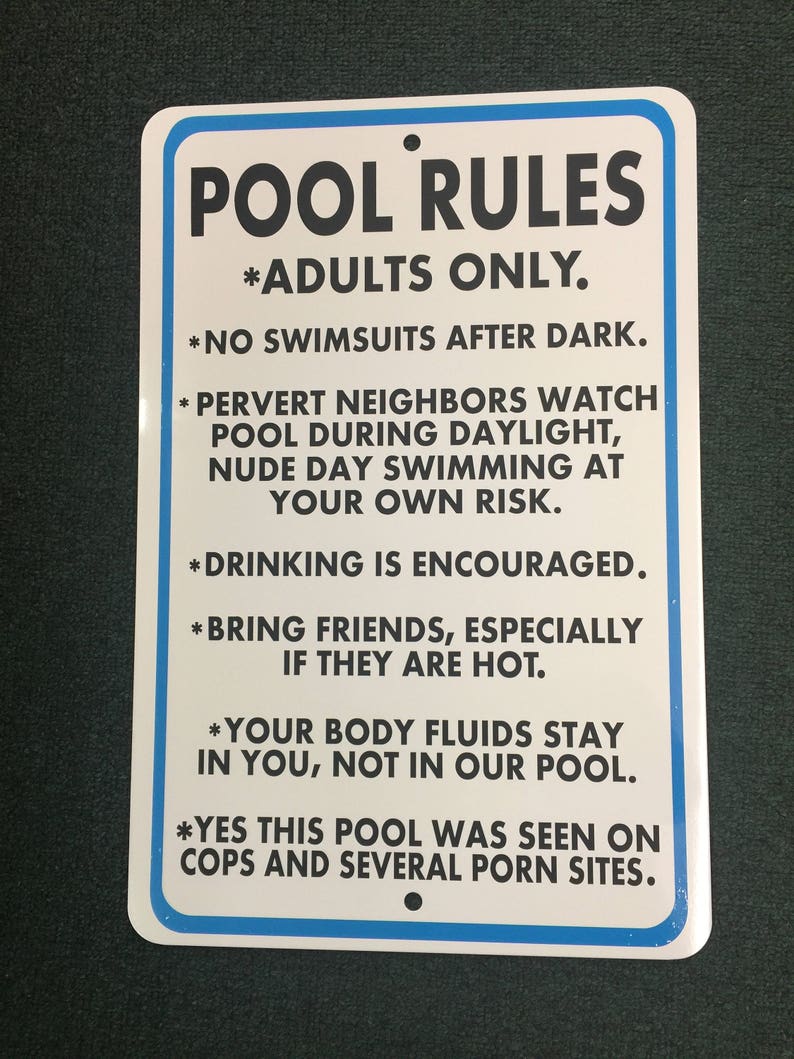 POOL RULES
*ADULTS ONLY.
*NO SWIMSUITS AFTER DARK.
* PERVERT NEIGHBORS WATCH
POOL DURING DAYLIGHT,
NUDE DAY SWIMMING AT
YOUR OWN RISK.
*DRINKING IS ENCOURAGED.
*BRING FRIENDS, ESPECIALLY
IF THEY ARE HOT.
*YOUR BODY FLUIDS STAY
IN YOU, NOT IN OUR POOL.
*YES THIS POOL WAS SEEN ON
COPS AND SEVERAL PORN SITES.